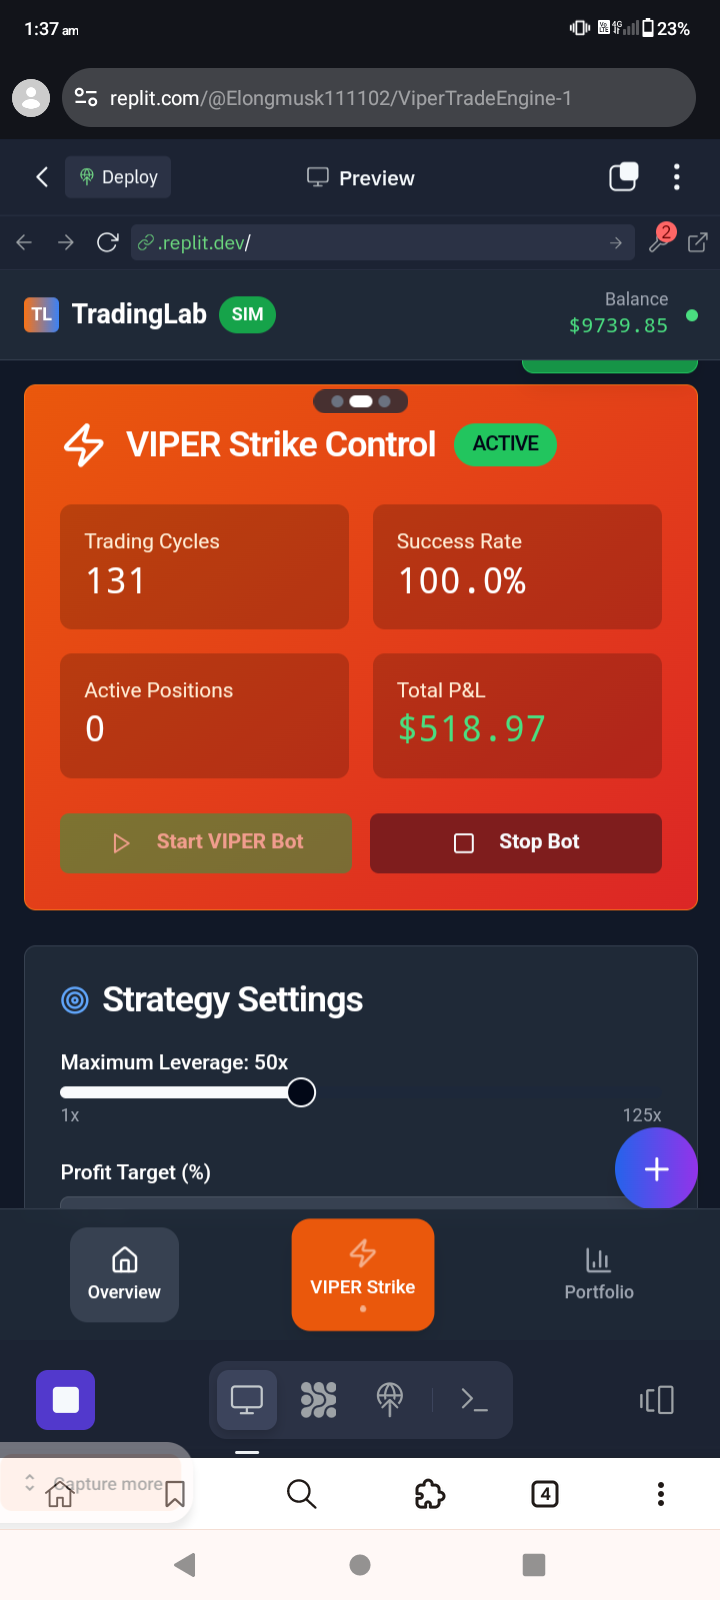 1:37 am
4G
23%
replit.com/@Elongmusk111102/ViperTradeEngine-1
Deploy
Preview
.replit.dev/
2
TL TradingLab SIM
Balance
$9739.85
VIPER Strike Control ACTIVE
Trading Cycles
131
Success Rate
100.0%
Active Positions
0
Total P&L
$518.97
Start VIPER Bot
Stop Bot
Strategy Settings
Maximum Leverage: 50x
1x
125x
Profit Target (%)
Overview
VIPER Strike
Portfolio
Capture more
4